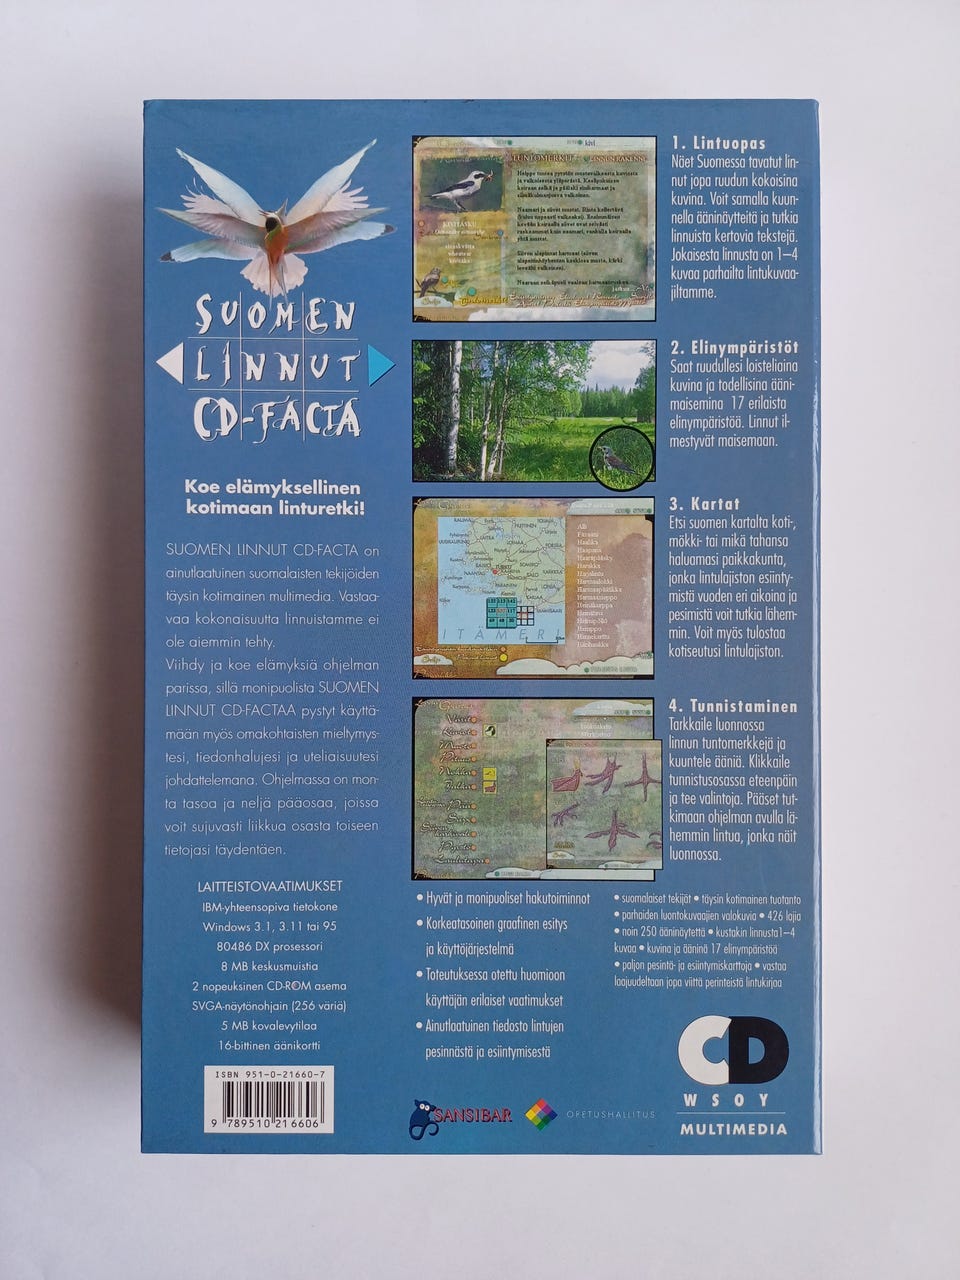 SUOMEN
LINNUT
CD-FACTA
Koe elämyksellinen
kotimaan linturetki!
SUOMEN LINNUT CD-FACTA on
ainutlaatuinen suomalaisten tekijöiden
täysin kotimainen multimedia. Vastaa-
vaa kokonaisuutta linnuistamme ei
ole aiemmin tehty.
Viihdy ja koe elämyksiä ohjelman
parissa, sillä monipuolista SUOMEN
LINNUT CD-FACTAA pystyt käyttä-
mään myös omakohtaisten mieltymys-
tesi, tiedonhalujesi ja uteliaisuutesi
johdattelemana. Ohjelmassa on mon-
ta tasoa ja neljä pääosaa, joissa
voit sujuvasti liikkua osasta toiseen
tietojasi täydentäen.
LAITTEISTOVAATIMUKSET
IBM-yhteensopiva tietokone
Windows 3.1, 3.11 tai 95
80486 DX prosessori
8 MB keskusmuistia
2 nopeuksinen CD-ROM asema
SVGA-näytönohjain (256 väriä)
5 MB kovalevytilaa
16-bittinen äänikortti
ISBN 951-0-21660-7
9 789510 216606
1. Lintuopas
Näet Suomessa tavatut lin-
nut jopa ruudun kokoisina
kuvina. Voit samalla kuun-
nella ääninäytteitä ja tutkia
linnuista kertovia tekstejä.
Jokaisesta linnusta on 1–4
kuvaa parhailta lintukuvaa-
jiltamme.
2. Elinympäristöt
Saat ruudullesi loisteliaina
kuvina ja todellisina ääni-
maisemina 17 erilaista
elinympäristöä. Linnut il-
mestyvät maisemaan.
ITÄMERI
3. Kartat
Etsi suomen kartalta koti-,
mökki- tai mikä tahansa
haluamasi paikkakunta,
jonka lintulajiston esiinty-
mistä vuoden eri aikoina ja
pesimistä voit tutkia lähem-
min. Voit myös tulostaa
kotiseutusi lintulajiston.
4. Tunnistaminen
Tarkkaile luonnossa
linnun tuntomerkkejä ja
kuuntele ääniä. Klikkaile
tunnistusosassa eteenpäin
ja tee valintoja. Pääset tut-
kimaan ohjelman avulla lä-
hemmin lintua, jonka näit
luonnossa.
• Hyvät ja monipuoliset hakutoiminnot
• Korkeatasoinen graafinen esitys
ja käyttöjärjestelmä
• Toteutuksessa otettu huomioon
käyttäjän erilaiset vaatimukset
• Ainutlaatuinen tiedosto lintujen
pesinnästä ja esiintymisestä
• suomalaiset tekijät • täysin kotimainen tuotanto
• parhaiden luontokuvaajien valokuvia • 426 lajia
• noin 250 ääninäytettä • kustakin linnusta1–4
kuvaa • kuvina ja ääninä 17 elinympäristöä
• paljon pesintä- ja esiintymiskarttoja • vastaa
laajuudeltaan jopa viittä perinteistä lintukirjaa
SANSIBAR
OPETUSHALLITUS
CD
WSOY
MULTIMEDIA